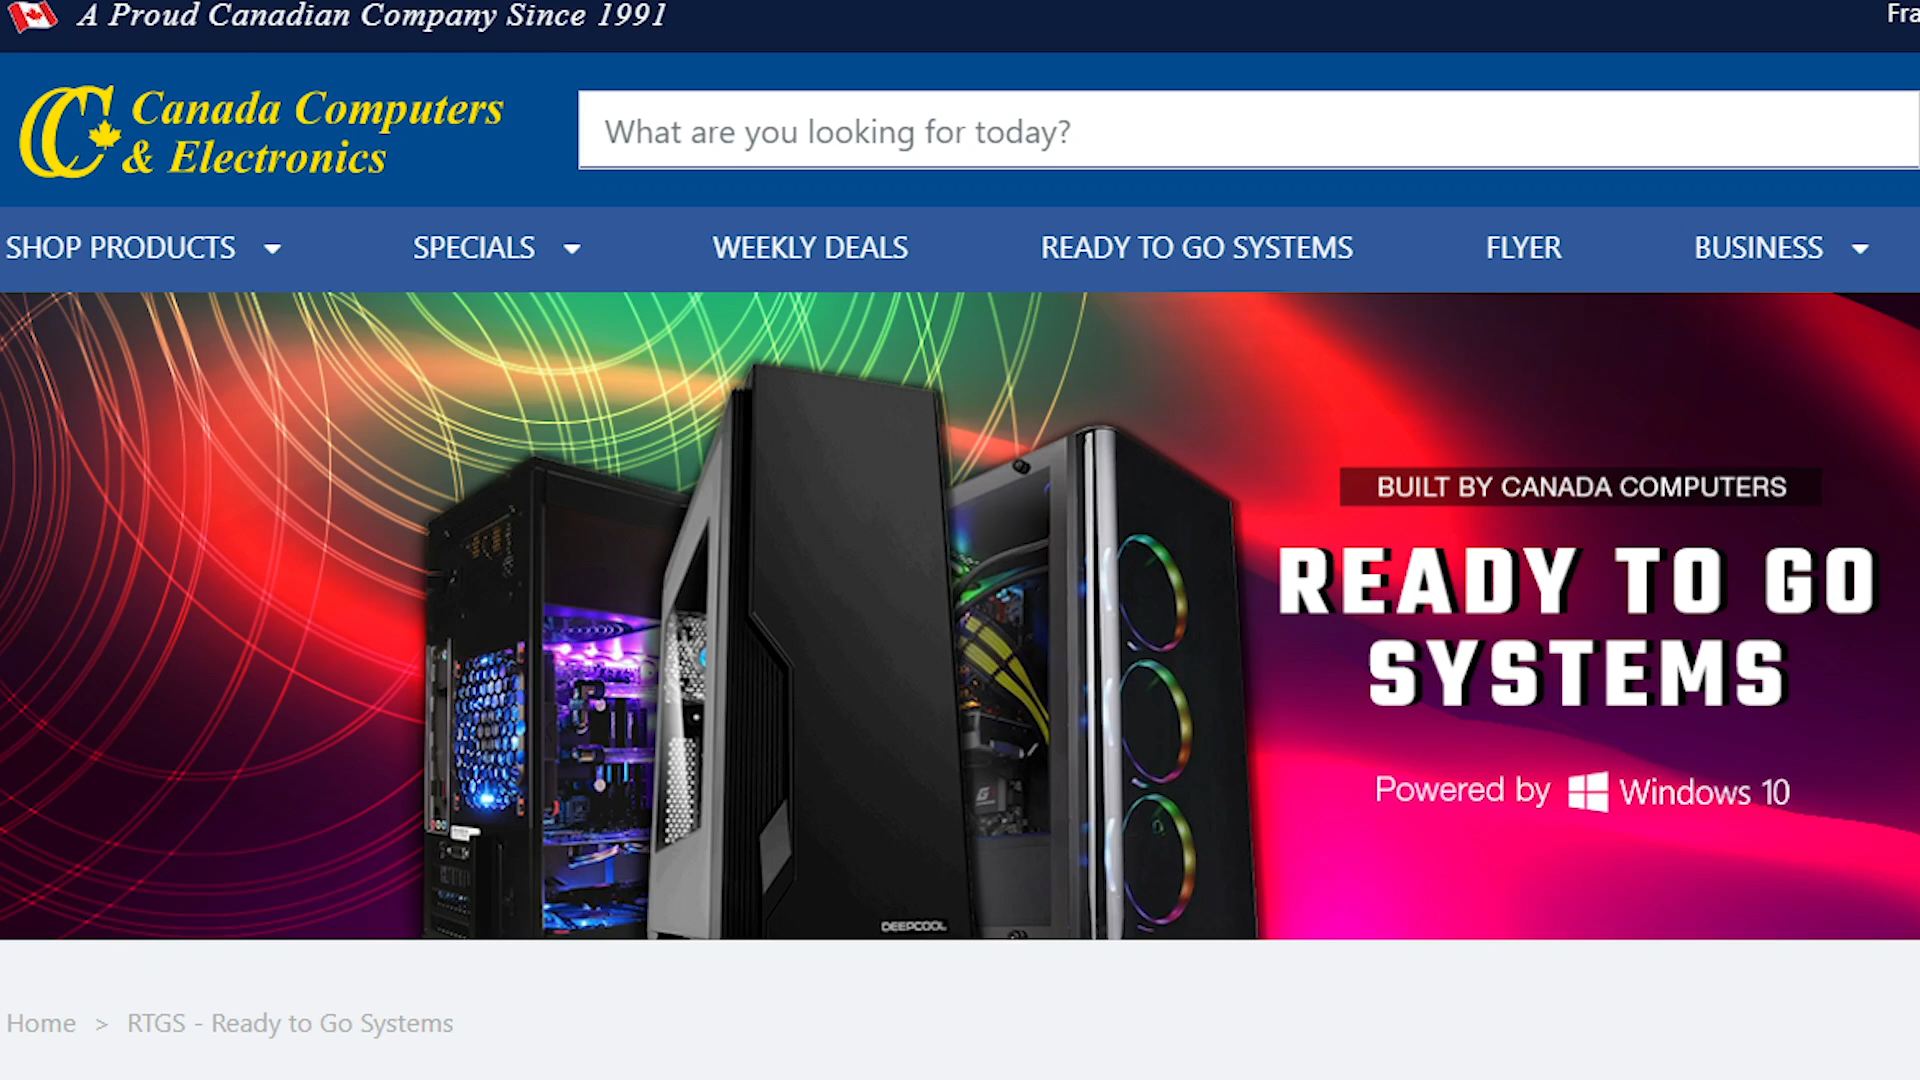 A Proud Canadian Company Since 1991
Fra
Canada Computers
& Electronics
What are you looking for today?
SHOP PRODUCTS
SPECIALS
WEEKLY DEALS
READY TO GO SYSTEMS
FLYER
BUSINESS
BUILT BY CANADA COMPUTERS
READY TO GO
SYSTEMS
Powered by Windows 10
DEEPCOOL
Home > RTGS - Ready to Go Systems